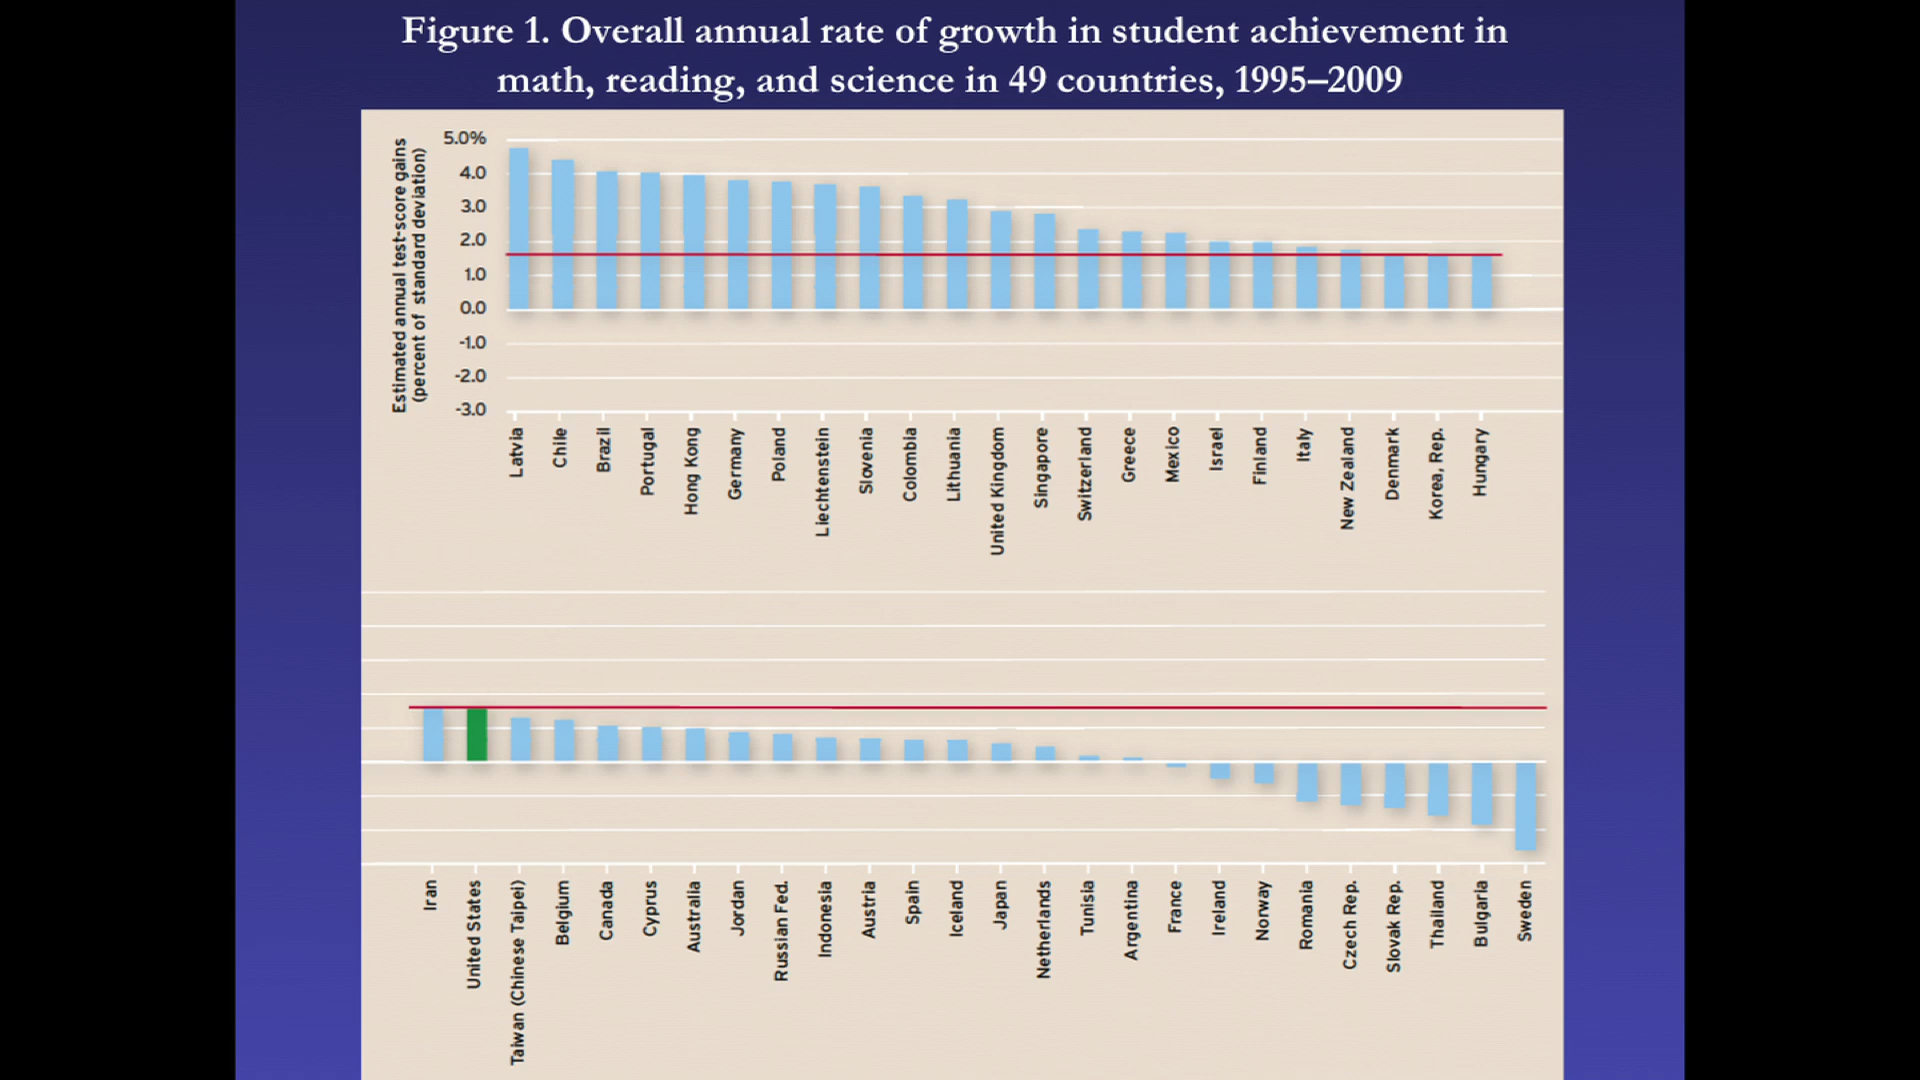 Figure 1. Overall annual rate of growth in student achievement in
math, reading, and science in 49 countries, 1995–2009
Estimated annual test-score gains
(percent of standard deviation)
5.0%
4.0
3.0
2.0
1.0
0.0
-1.0
-2.0
-3.0
Latvia
Chile
Brazil
Portugal
Hong Kong
Germany
Poland
Liechtenstein
Slovenia
Colombia
Lithuania
United Kingdom
Singapore
Switzerland
Greece
Mexico
Israel
Finland
Italy
New Zealand
Denmark
Korea, Rep.
Hungary
Iran
United States
Taiwan (Chinese Taipei)
Belgium
Canada
Cyprus
Australia
Jordan
Russian Fed.
Indonesia
Austria
Spain
Iceland
Japan
Netherlands
Tunisia
Argentina
France
Ireland
Norway
Romania
Czech Rep.
Slovak Rep.
Thailand
Bulgaria
Sweden